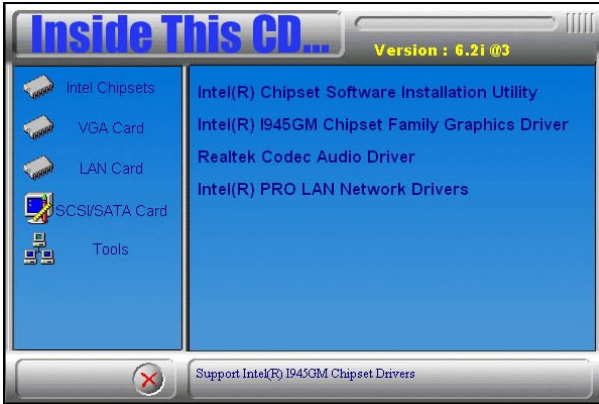 Inside This CD...
Version : 6.2i @3
Intel Chipsets
VGA Card
LAN Card
SCSI/SATA Card
Tools
Intel(R) Chipset Software Installation Utility
Intel(R) I945GM Chipset Family Graphics Driver
Realtek Codec Audio Driver
Intel(R) PRO LAN Network Drivers
Support Intel(R) I945GM Chipset Drivers